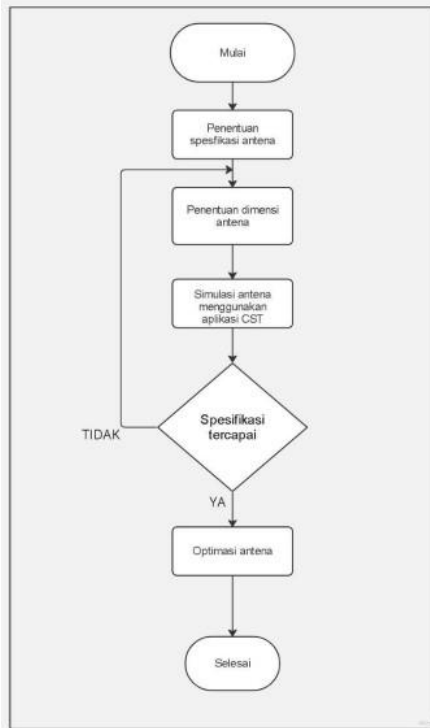 Mulai
Penentuan
spesfikasi antena
Penentuan dimensi
antena
Simulasi antena
menggunakan
aplikasi CST
Spesifikasi
tercapai
TIDAK
YA
Optimasi antena
Selesai